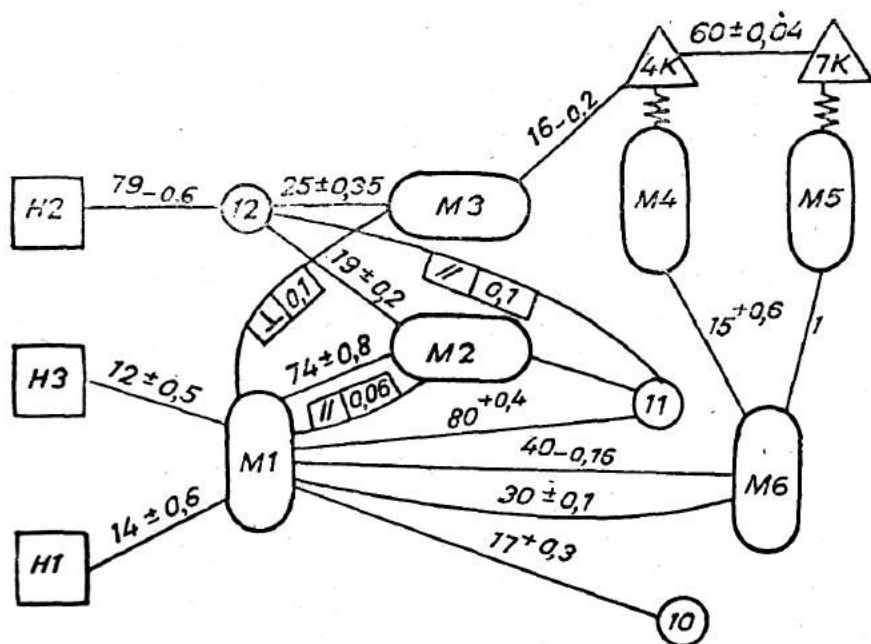 60±0,04
4K
7K
16-0,2
H2
79-0.6
12
25±0,35
M3
M4
M5
⊥ 0,1
19±0,2
// 0,1
15+0,6
1
H3
12±0,5
74±0,8
M2
// 0,06
80+0,4
11
M1
40-0,16
M6
30±0,1
14±0,6
17+0,3
H1
10